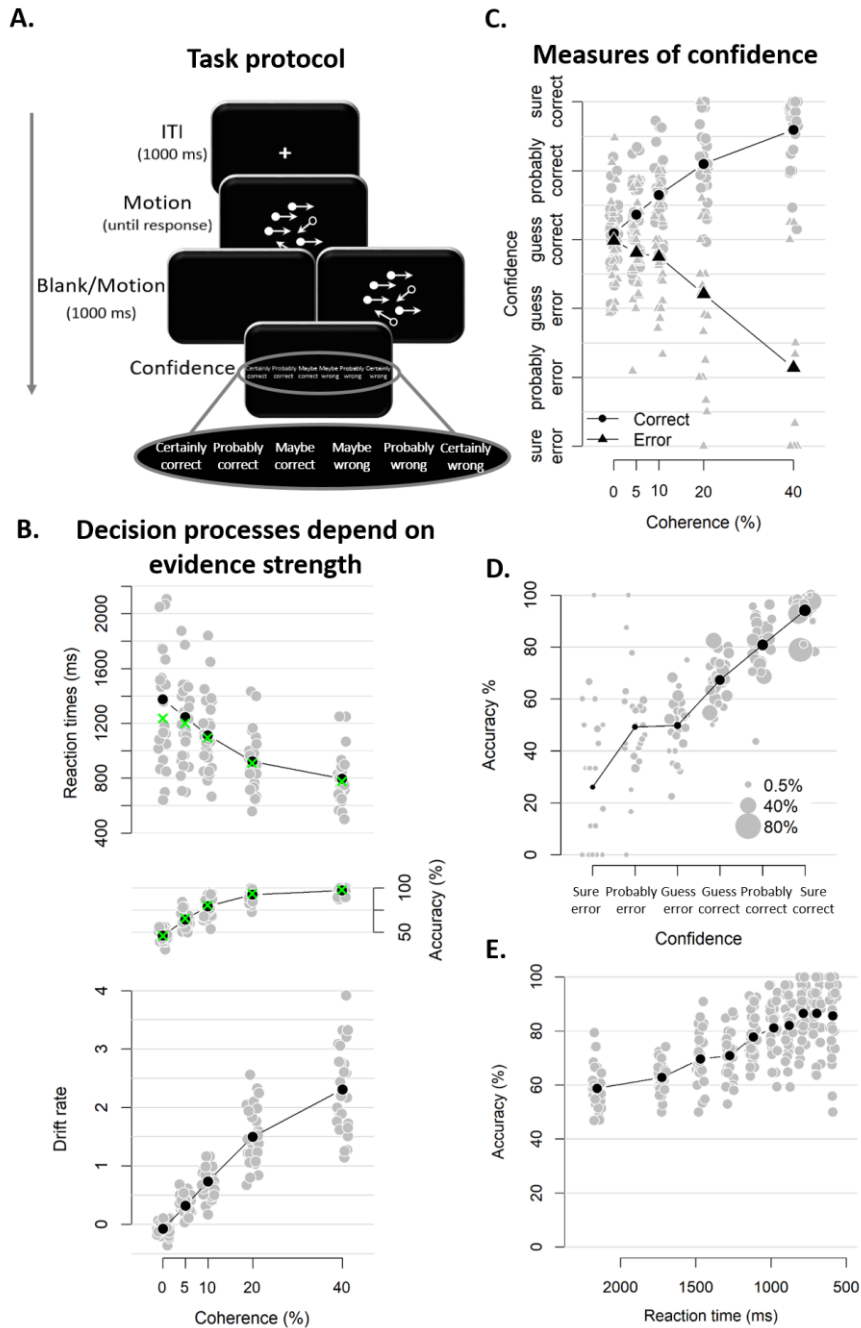 A.
Task protocol
ITI
(1000 ms)
+
Motion
(until response)
Blank/Motion
(1000 ms)
Confidence
Certainly Probably Maybe Maybe Probably Certainly
correct correct correct wrong wrong wrong
Certainly Probably Maybe Maybe Probably Certainly
correct correct correct wrong wrong wrong
B. Decision processes depend on
evidence strength
Reaction times (ms)
2000
1600
1200
800
400
Accuracy (%)
100
50
Drift rate
4
3
2
1
0
0 5 10 20 40
Coherence (%)
C.
Measures of confidence
Confidence
sure correct
probably correct
guess correct
guess error
probably error
sure error
Correct
Error
0 5 10 20 40
Coherence (%)
D.
Accuracy %
100
80
60
40
20
0
0.5%
40%
80%
Sure Probably Guess Guess Probably Sure
error error error correct correct correct
Confidence
E.
Accuracy (%)
100
80
60
40
20
0
2000 1500 1000 500
Reaction time (ms)